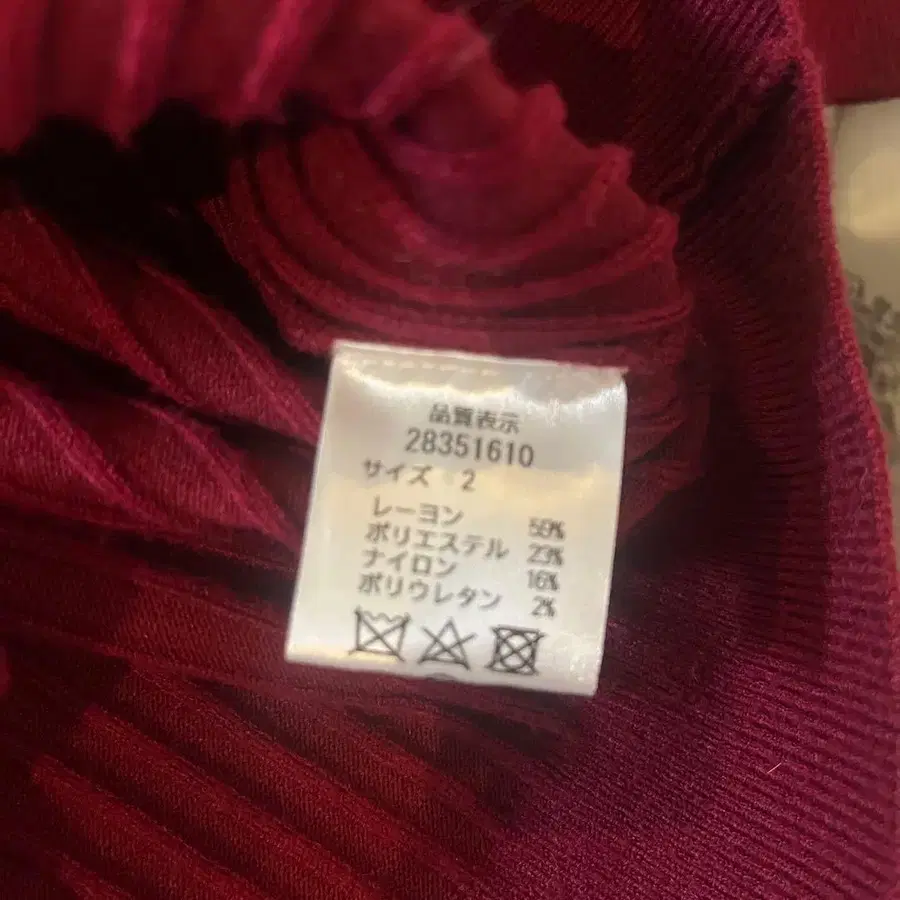 品質表示
28351610
サイズ 2
レーヨン 59%
ポリエステル 23%
ナイロン 16%
ポリウレタン 2%